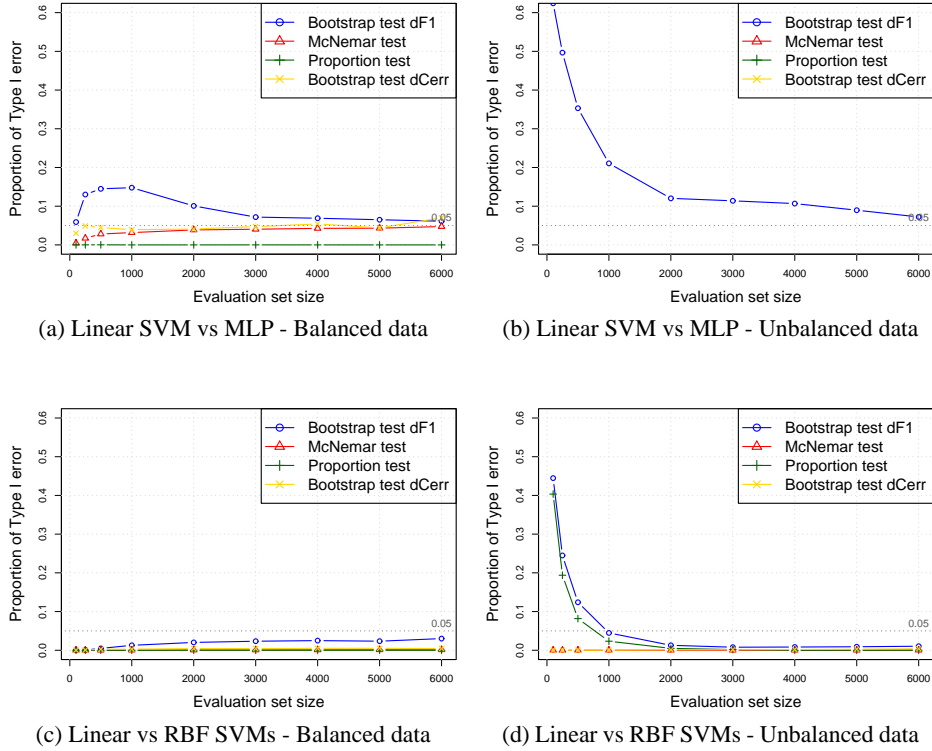 Proportion of Type I error
0.0 0.1 0.2 0.3 0.4 0.5 0.6
Bootstrap test dF1
McNemar test
Proportion test
Bootstrap test dCerr
0.05
0 1000 2000 3000 4000 5000 6000
Evaluation set size
(a) Linear SVM vs MLP - Balanced data
Proportion of Type I error
0.0 0.1 0.2 0.3 0.4 0.5 0.6
Bootstrap test dF1
McNemar test
Proportion test
Bootstrap test dCerr
0.05
0 1000 2000 3000 4000 5000 6000
Evaluation set size
(b) Linear SVM vs MLP - Unbalanced data
Proportion of Type I error
0.0 0.1 0.2 0.3 0.4 0.5 0.6
Bootstrap test dF1
McNemar test
Proportion test
Bootstrap test dCerr
0.05
0 1000 2000 3000 4000 5000 6000
Evaluation set size
(c) Linear vs RBF SVMs - Balanced data
Proportion of Type I error
0.0 0.1 0.2 0.3 0.4 0.5 0.6
Bootstrap test dF1
McNemar test
Proportion test
Bootstrap test dCerr
0.05
0 1000 2000 3000 4000 5000 6000
Evaluation set size
(d) Linear vs RBF SVMs - Unbalanced data